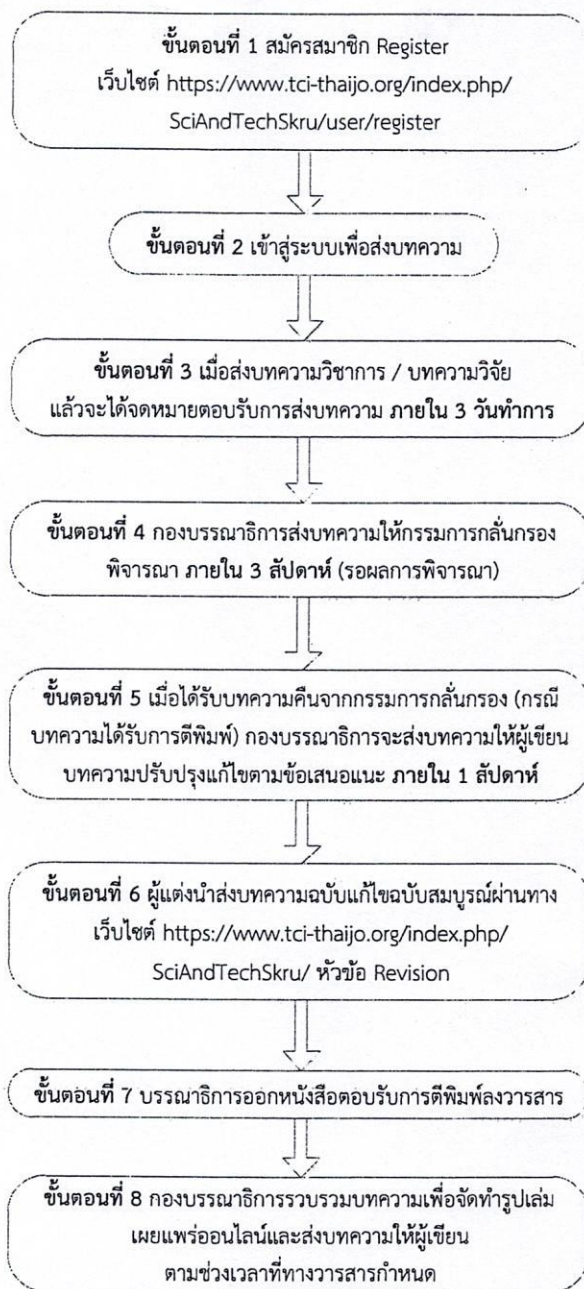 ขั้นตอนที่ 1 สมัครสมาชิก Register
เว็บไซต์ https://www.tci-thaijo.org/index.php/
SciAndTechSkru/user/register
ขั้นตอนที่ 2 เข้าสู่ระบบเพื่อส่งบทความ
ขั้นตอนที่ 3 เมื่อส่งบทความวิชาการ / บทความวิจัย
แล้วจะได้จดหมายตอบรับการส่งบทความ ภายใน 3 วันทำการ
ขั้นตอนที่ 4 กองบรรณาธิการส่งบทความให้กรรมการกลั่นกรอง
พิจารณา ภายใน 3 สัปดาห์ (รอผลการพิจารณา)
ขั้นตอนที่ 5 เมื่อได้รับบทความคืนจากกรรมการกลั่นกรอง (กรณี
บทความได้รับการตีพิมพ์) กองบรรณาธิการจะส่งบทความให้ผู้เขียน
บทความปรับปรุงแก้ไขตามข้อเสนอแนะ ภายใน 1 สัปดาห์
ขั้นตอนที่ 6 ผู้แต่งนำส่งบทความฉบับแก้ไขฉบับสมบูรณ์ผ่านทาง
เว็บไซต์ https://www.tci-thaijo.org/index.php/
SciAndTechSkru/ หัวข้อ Revision
ขั้นตอนที่ 7 บรรณาธิการออกหนังสือตอบรับการตีพิมพ์ลงวารสาร
ขั้นตอนที่ 8 กองบรรณาธิการรวบรวมบทความเพื่อจัดทำรูปเล่ม
เผยแพร่ออนไลน์และส่งบทความให้ผู้เขียน
ตามช่วงเวลาที่ทางวารสารกำหนด